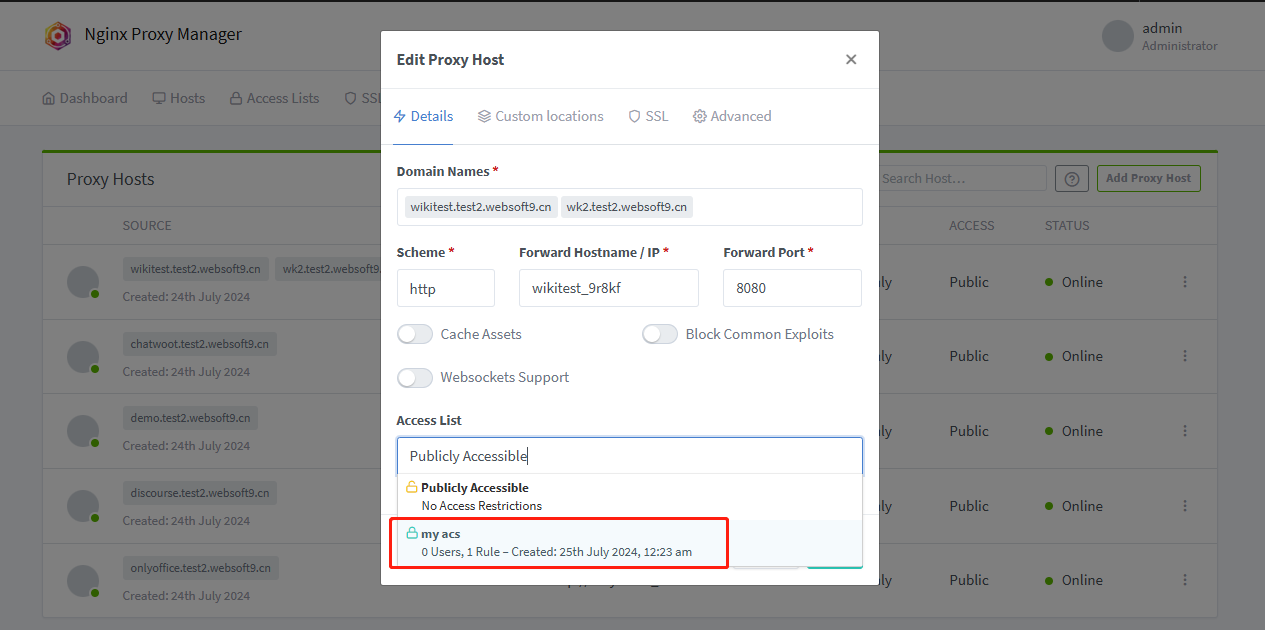 Nginx Proxy Manager
admin
Administrator
Dashboard Hosts Access Lists SSL
Proxy Hosts
Search Host…
Add Proxy Host
SOURCE ACCESS STATUS
wikitest.test2.websoft9.cn wk2.test2.websoft9.
Created: 24th July 2024
ly Public Online
chatwoot.test2.websoft9.cn
Created: 24th July 2024
ly Public Online
demo.test2.websoft9.cn
Created: 24th July 2024
ly Public Online
discourse.test2.websoft9.cn
Created: 24th July 2024
ly Public Online
onlyoffice.test2.websoft9.cn
Created: 24th July 2024
ly Public Online
Edit Proxy Host ×
Details Custom locations SSL Advanced
Domain Names *
wikitest.test2.websoft9.cn wk2.test2.websoft9.cn
Scheme * Forward Hostname / IP * Forward Port *
http wikitest_9r8kf 8080
Cache Assets Block Common Exploits
Websockets Support
Access List
Publicly Accessible
Publicly Accessible
No Access Restrictions
my acs
0 Users, 1 Rule – Created: 25th July 2024, 12:23 am